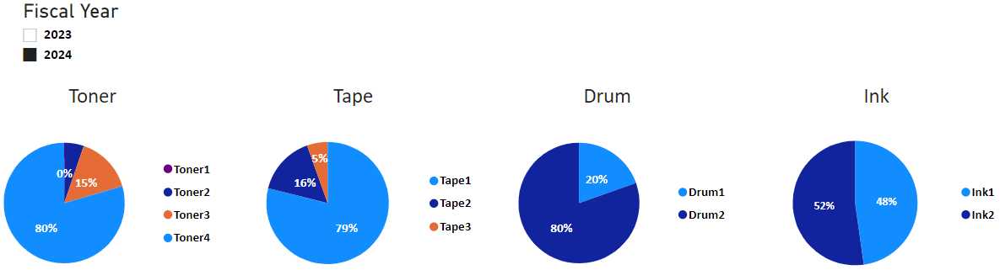 Fiscal Year
2023
2024
Toner
0%
15%
80%
Toner1
Toner2
Toner3
Toner4
Tape
5%
16%
79%
Tape1
Tape2
Tape3
Drum
20%
80%
Drum1
Drum2
Ink
52%
48%
Ink1
Ink2